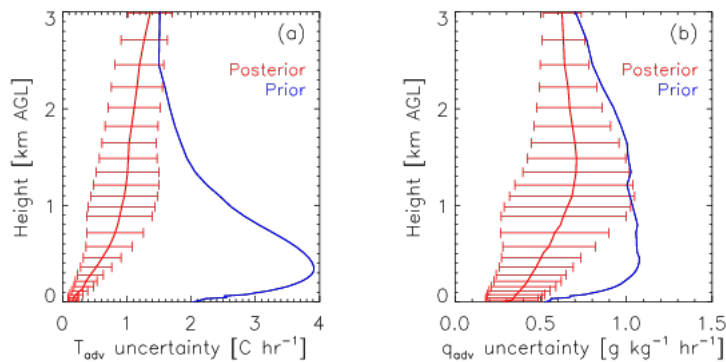 3
2
1
0
Height [km AGL]
(a)
Posterior
Prior
0 1 2 3 4
T_adv uncertainty [C hr⁻¹]
3
2
1
0
Height [km AGL]
(b)
Posterior
Prior
0.0 0.5 1.0 1.5
q_adv uncertainty [g kg⁻¹ hr⁻¹]